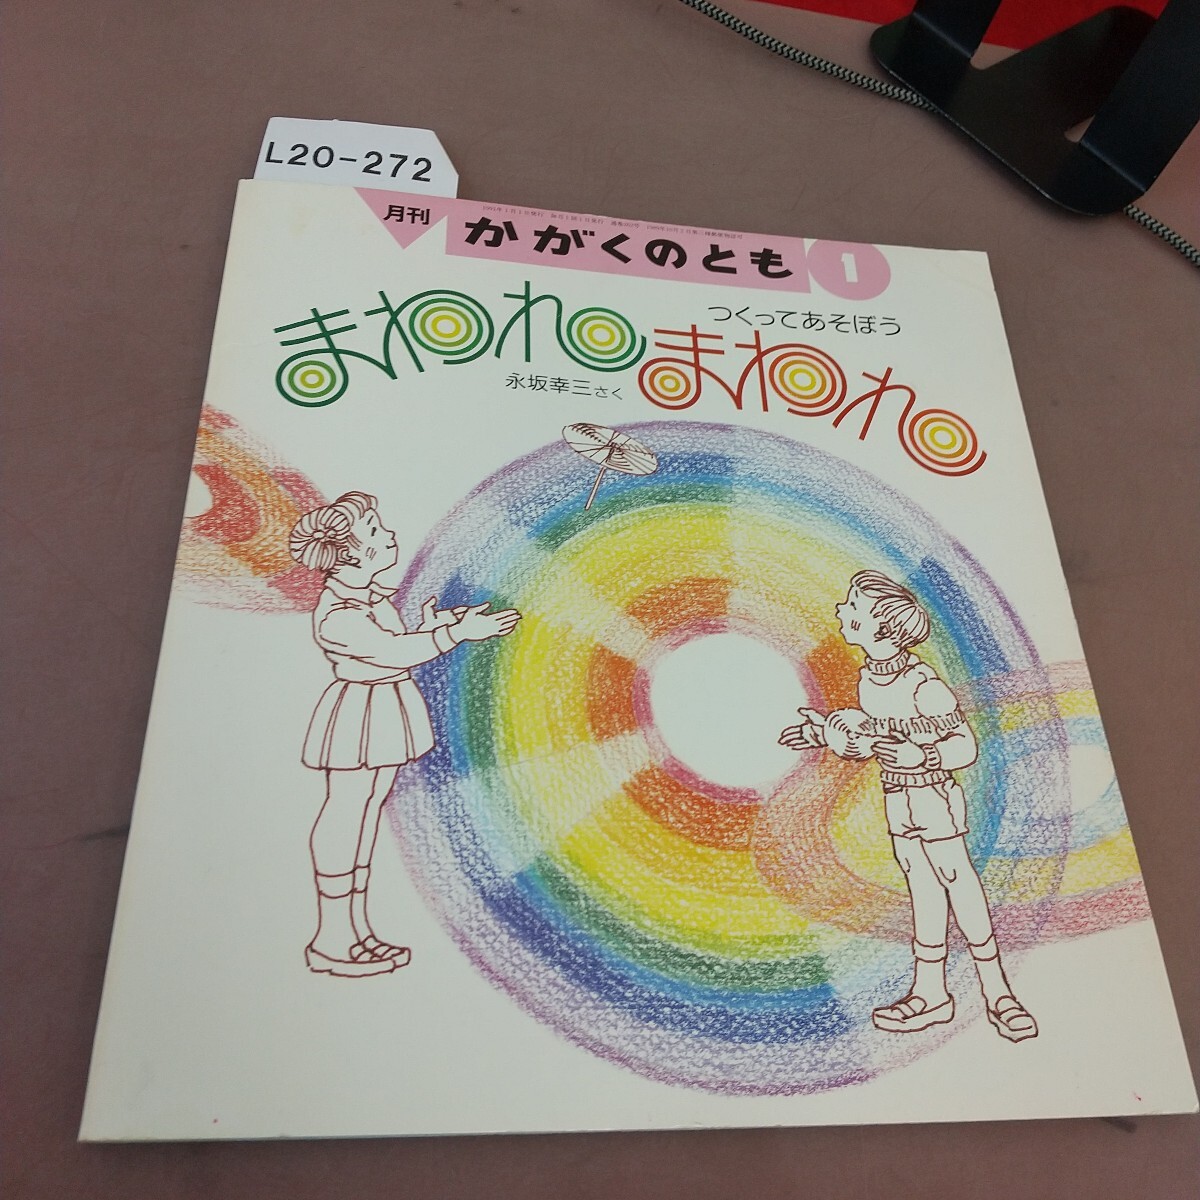 L20-272
月刊
かがくのとも
1
つくってあそぼう
まわれまわれ
永坂幸三さく